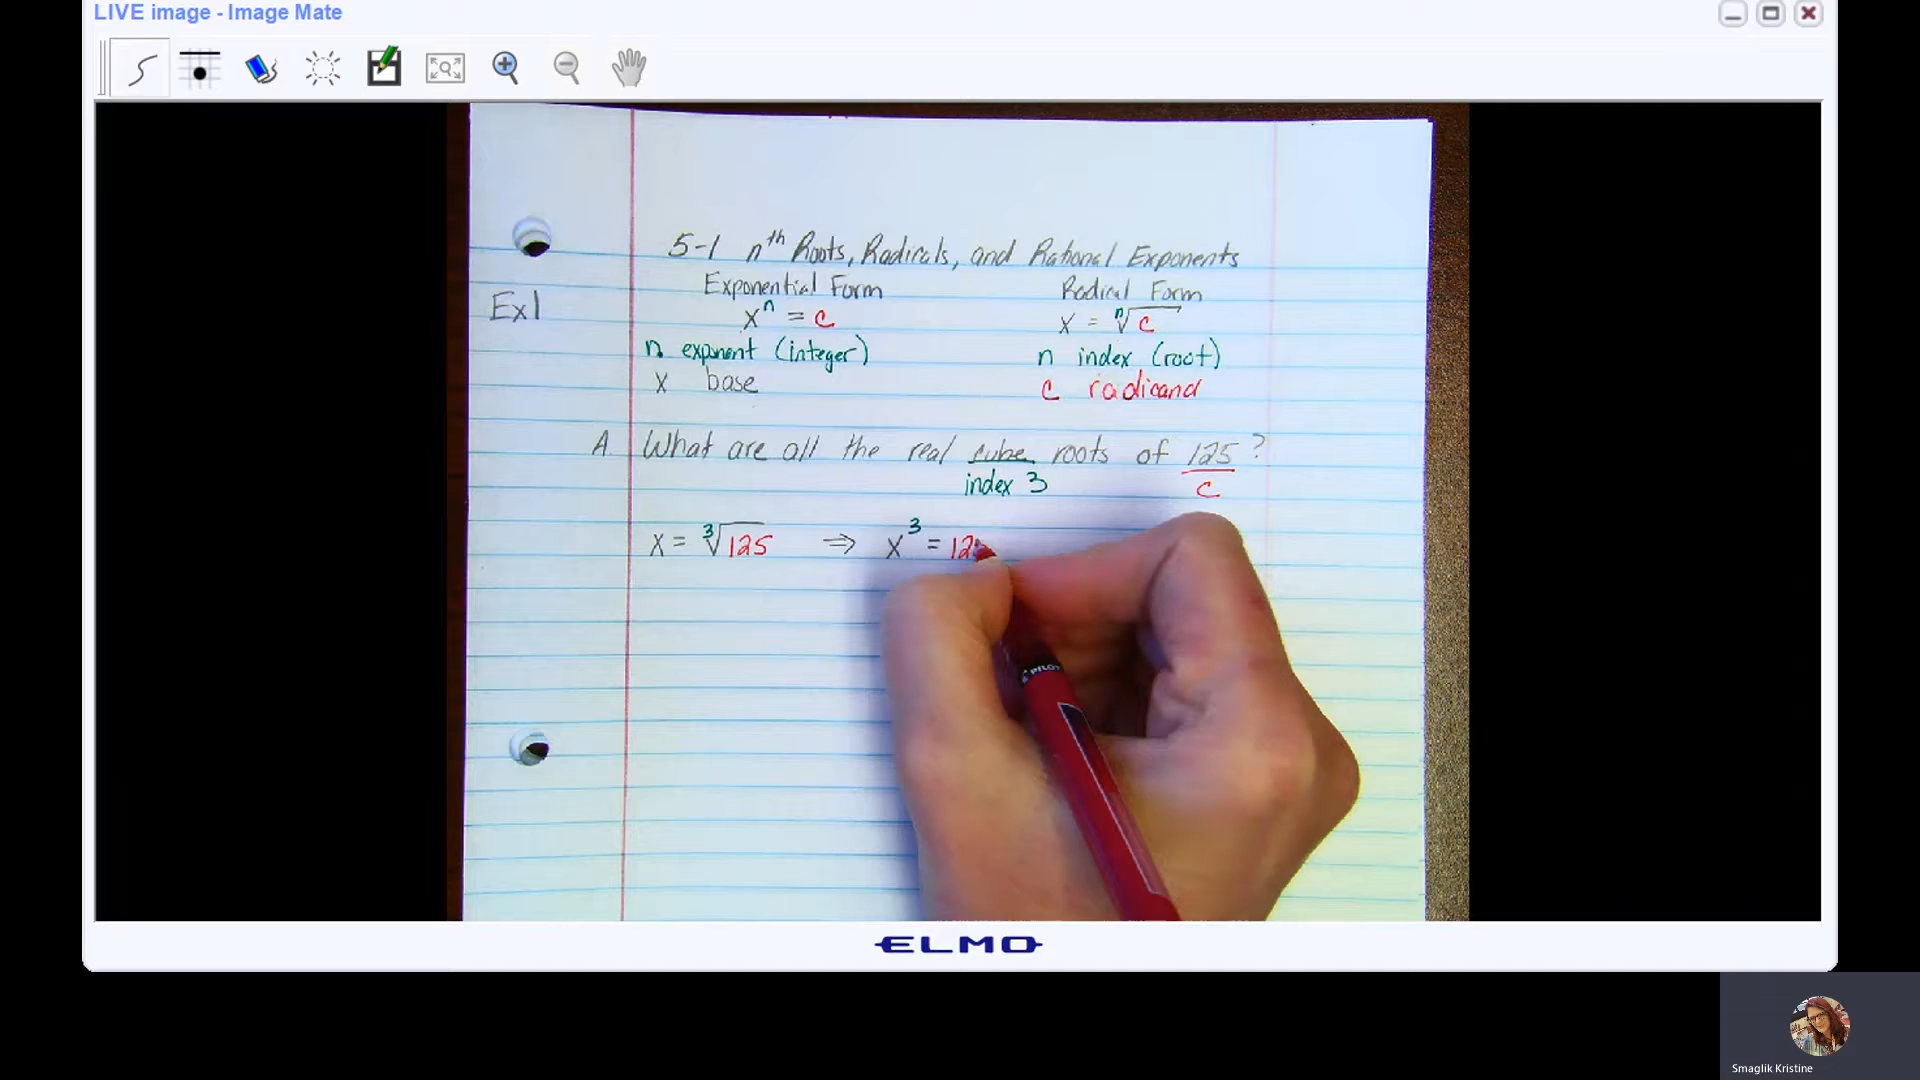 LIVE image - Image Mate
5-1 nth Roots, Radicals, and Rational Exponents
Exponential Form Radical Form
Ex1
xⁿ = c x = ⁿ√c
n exponent (integer) n index (root)
x base c radicand
A. What are all the real cube roots of 125?
index 3 c
x = ³√125 ⇒ x³ = 12
PILOT
ELMO
Smaglik Kristine